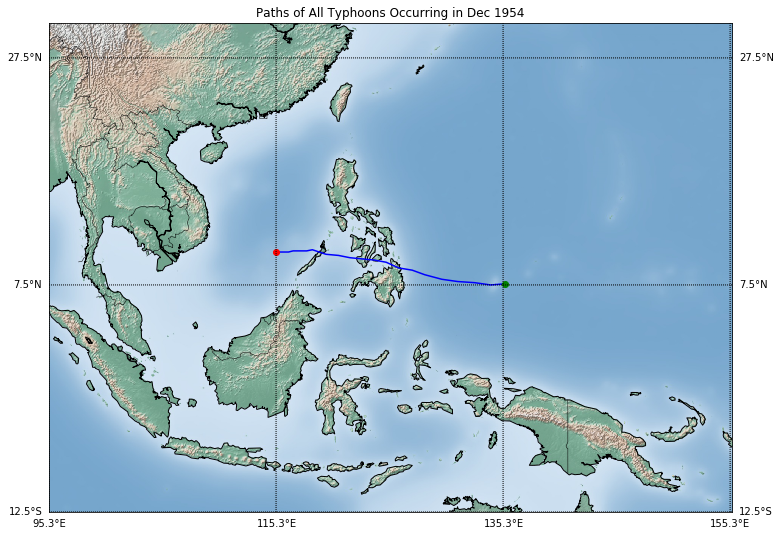 Paths of All Typhoons Occurring in Dec 1954
27.5°N 27.5°N
7.5°N 7.5°N
12.5°S 12.5°S
95.3°E 115.3°E 135.3°E 155.3°E